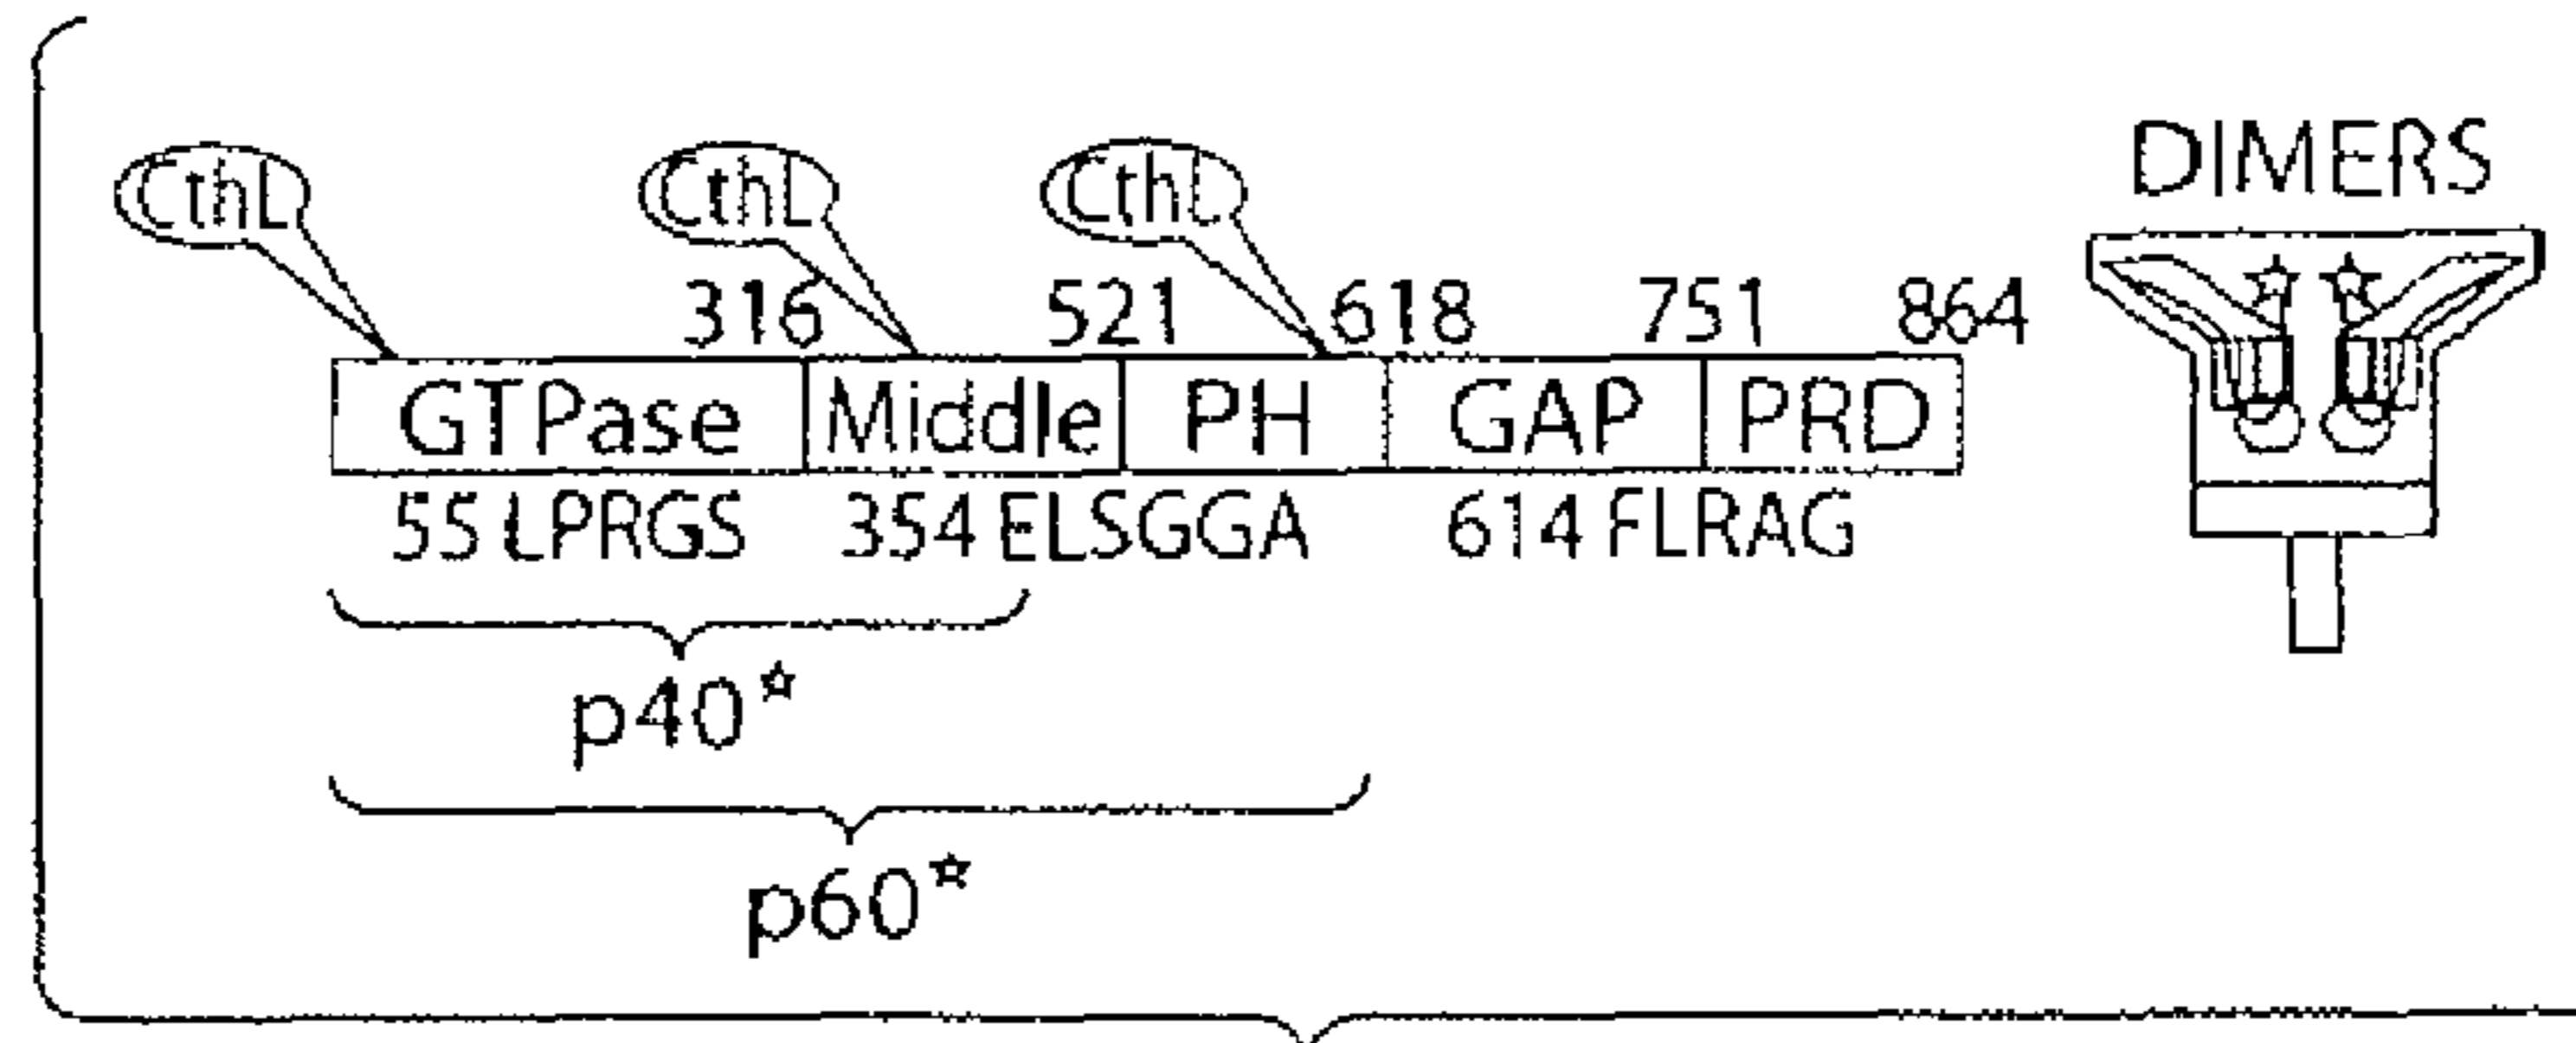 CthL CthL CthL DIMERS
316 521 618 751 864
GTPase Middle PH GAP PRD
55 LPRGS 354 ELSGGA 614 FLRAG
p40☆
p60☆